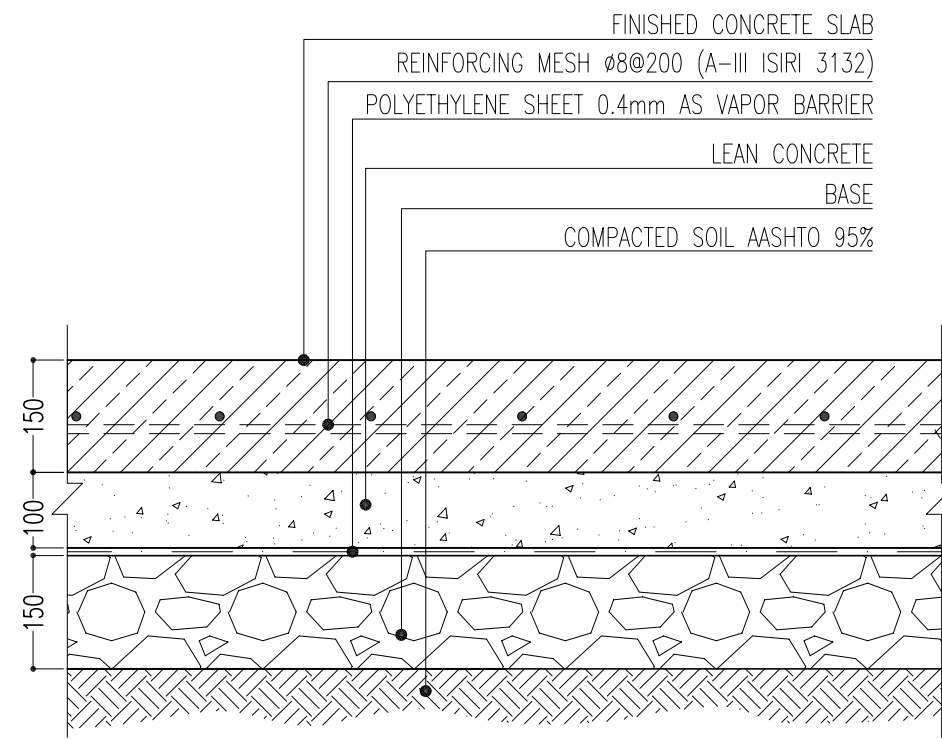 FINISHED CONCRETE SLAB
REINFORCING MESH ø8@200 (A-III ISIRI 3132)
POLYETHYLENE SHEET 0.4mm AS VAPOR BARRIER
LEAN CONCRETE
BASE
COMPACTED SOIL AASHTO 95%
150
100
150